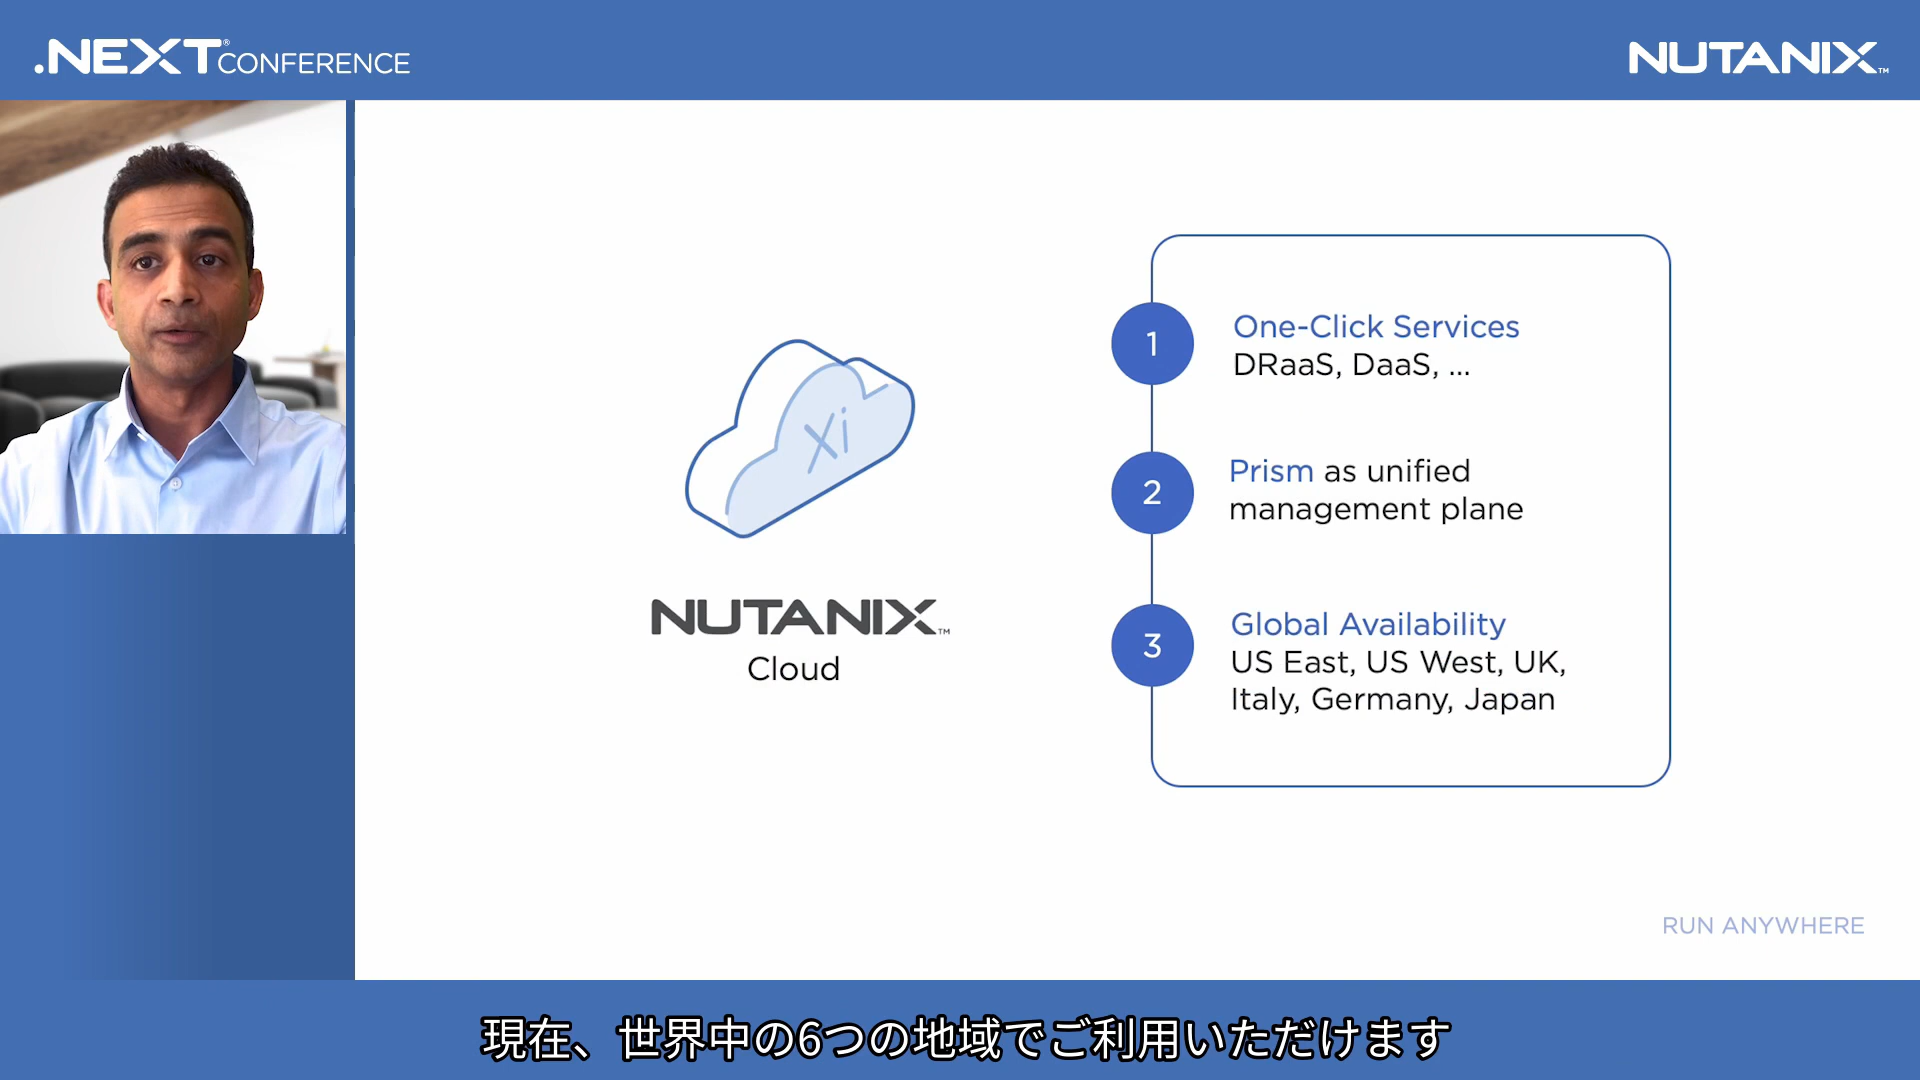 .NEXT® CONFERENCE
NUTANIX™
Xi
NUTANIX™
Cloud
1
One-Click Services
DRaaS, DaaS, ...
2
Prism as unified
management plane
3
Global Availability
US East, US West, UK,
Italy, Germany, Japan
RUN ANYWHERE
現在、世界中の6つの地域でご利用いただけます